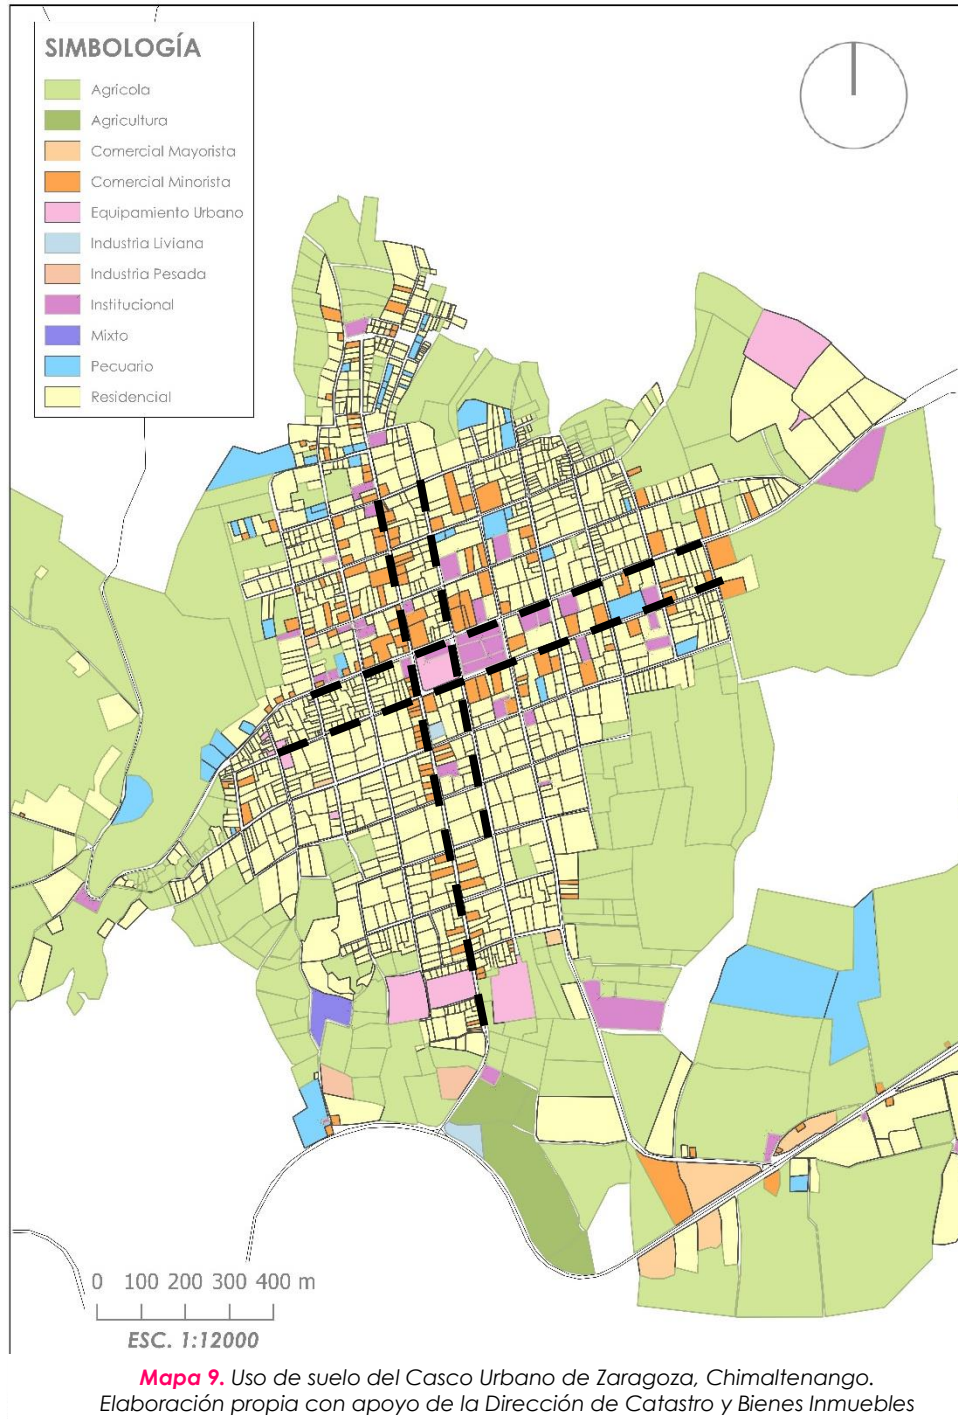 SIMBOLOGÍA
Agricola
Agricultura
Comercial Mayorista
Comercial Minorista
Equipamiento Urbano
Industria Liviana
Industria Pesada
Institucional
Mixto
Pecuario
Residencial
0 100 200 300 400 m
ESC. 1:12000
Mapa 9. Uso de suelo del Casco Urbano de Zaragoza, Chimaltenango.
Elaboración propia con apoyo de la Dirección de Catastro y Bienes Inmuebles